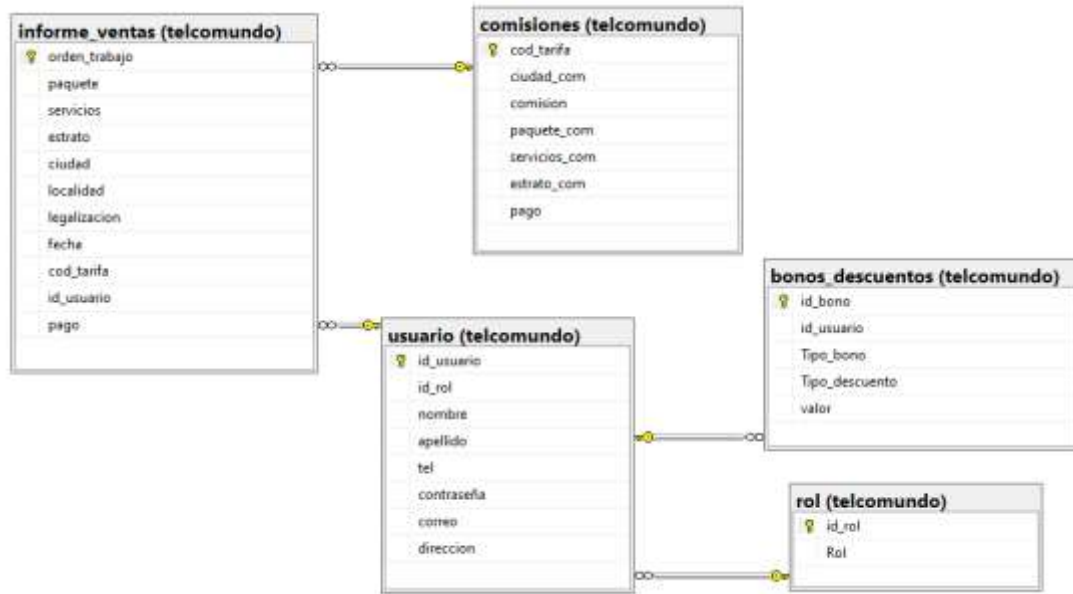 informe_ventas (telcomundo)
orden_trabajo
paquete
servicios
estrato
ciudad
localidad
legalizacion
fecha
cod_tarifa
id_usuario
pago
comisiones (telcomundo)
cod_tarifa
ciudad_com
comision
paquete_com
servicios_com
estrato_com
pago
usuario (telcomundo)
id_usuario
id_rol
nombre
apellido
tel
contraseña
correo
direccion
bonos_descuentos (telcomundo)
id_bono
id_usuario
Tipo_bono
Tipo_descuento
valor
rol (telcomundo)
id_rol
Rol